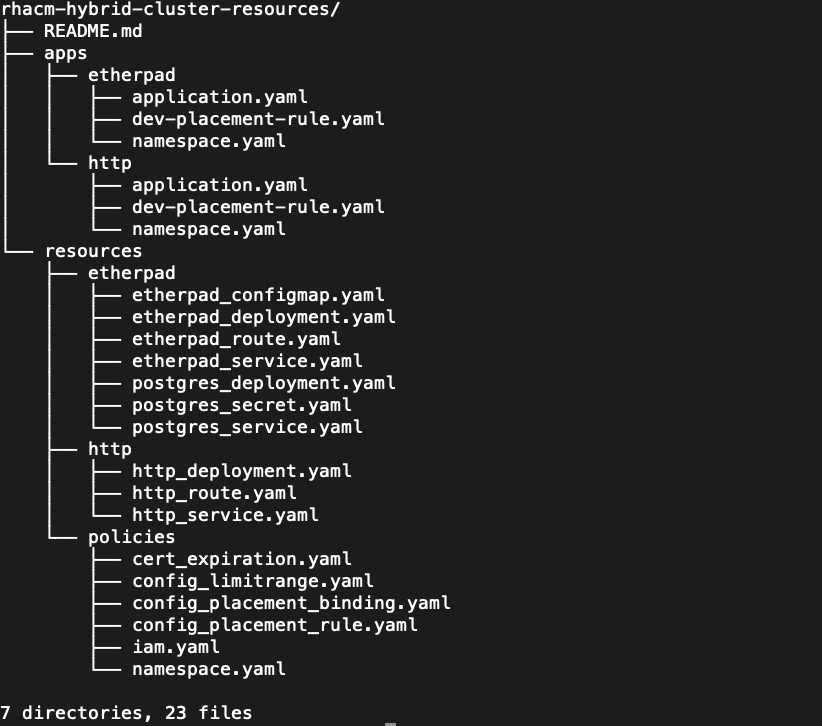 rhacm-hybrid-cluster-resources/
├── README.md
├── apps
│   ├── etherpad
│   │   ├── application.yaml
│   │   ├── dev-placement-rule.yaml
│   │   └── namespace.yaml
│   └── http
│       ├── application.yaml
│       ├── dev-placement-rule.yaml
│       └── namespace.yaml
└── resources
    ├── etherpad
    │   ├── etherpad_configmap.yaml
    │   ├── etherpad_deployment.yaml
    │   ├── etherpad_route.yaml
    │   ├── etherpad_service.yaml
    │   ├── postgres_deployment.yaml
    │   ├── postgres_secret.yaml
    │   └── postgres_service.yaml
    ├── http
    │   ├── http_deployment.yaml
    │   ├── http_route.yaml
    │   └── http_service.yaml
    └── policies
        ├── cert_expiration.yaml
        ├── config_limitrange.yaml
        ├── config_placement_binding.yaml
        ├── config_placement_rule.yaml
        ├── iam.yaml
        └── namespace.yaml

7 directories, 23 files